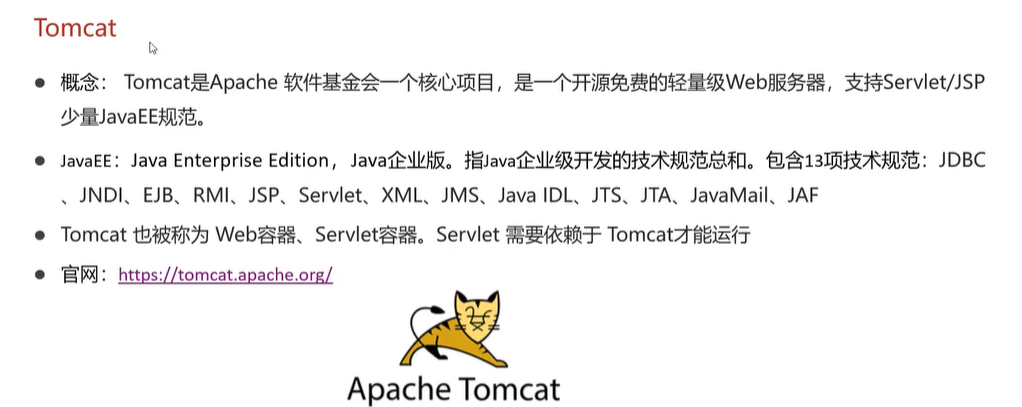 Tomcat
● 概念： Tomcat是Apache 软件基金会一个核心项目，是一个开源免费的轻量级Web服务器，支持Servlet/JSP
少量JavaEE规范。
● JavaEE：Java Enterprise Edition，Java企业版。指Java企业级开发的技术规范总和。包含13项技术规范：JDBC
、JNDI、EJB、RMI、JSP、Servlet、XML、JMS、Java IDL、JTS、JTA、JavaMail、JAF
● Tomcat 也被称为 Web容器、Servlet容器。Servlet 需要依赖于 Tomcat才能运行
● 官网：https://tomcat.apache.org/
Apache Tomcat